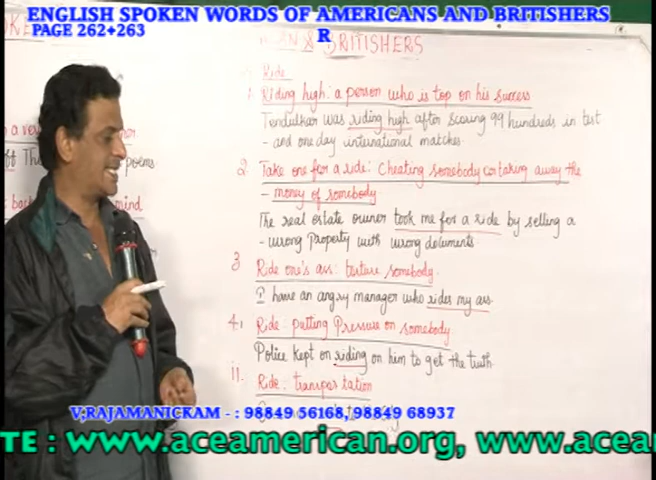 ENGLISH SPOKEN WORDS OF AMERICANS AND BRITISHERS
PAGE 262+263
R
& BRITISHERS
Ride
1. Riding high: a person who is top on his success
Tendulkar was riding high after scoring 99 hundreds in test
- and one day international matches.
2. Take one for a ride: Cheating somebody (or) taking away the
- money of somebody
The real estate owner took me for a ride by selling a
- wrong Property with wrong documents
3 Ride one's ass: torture somebody.
I have an angry manager who rides my ass.
4. Ride: putting Pressure on somebody
Police kept on riding on him to get the truth.
ii. Ride: transportation
poems
mind
V;RAJAMANICKAM - : 98849 56168, 98849 68937
TE : www.aceamerican.org, www.aceam